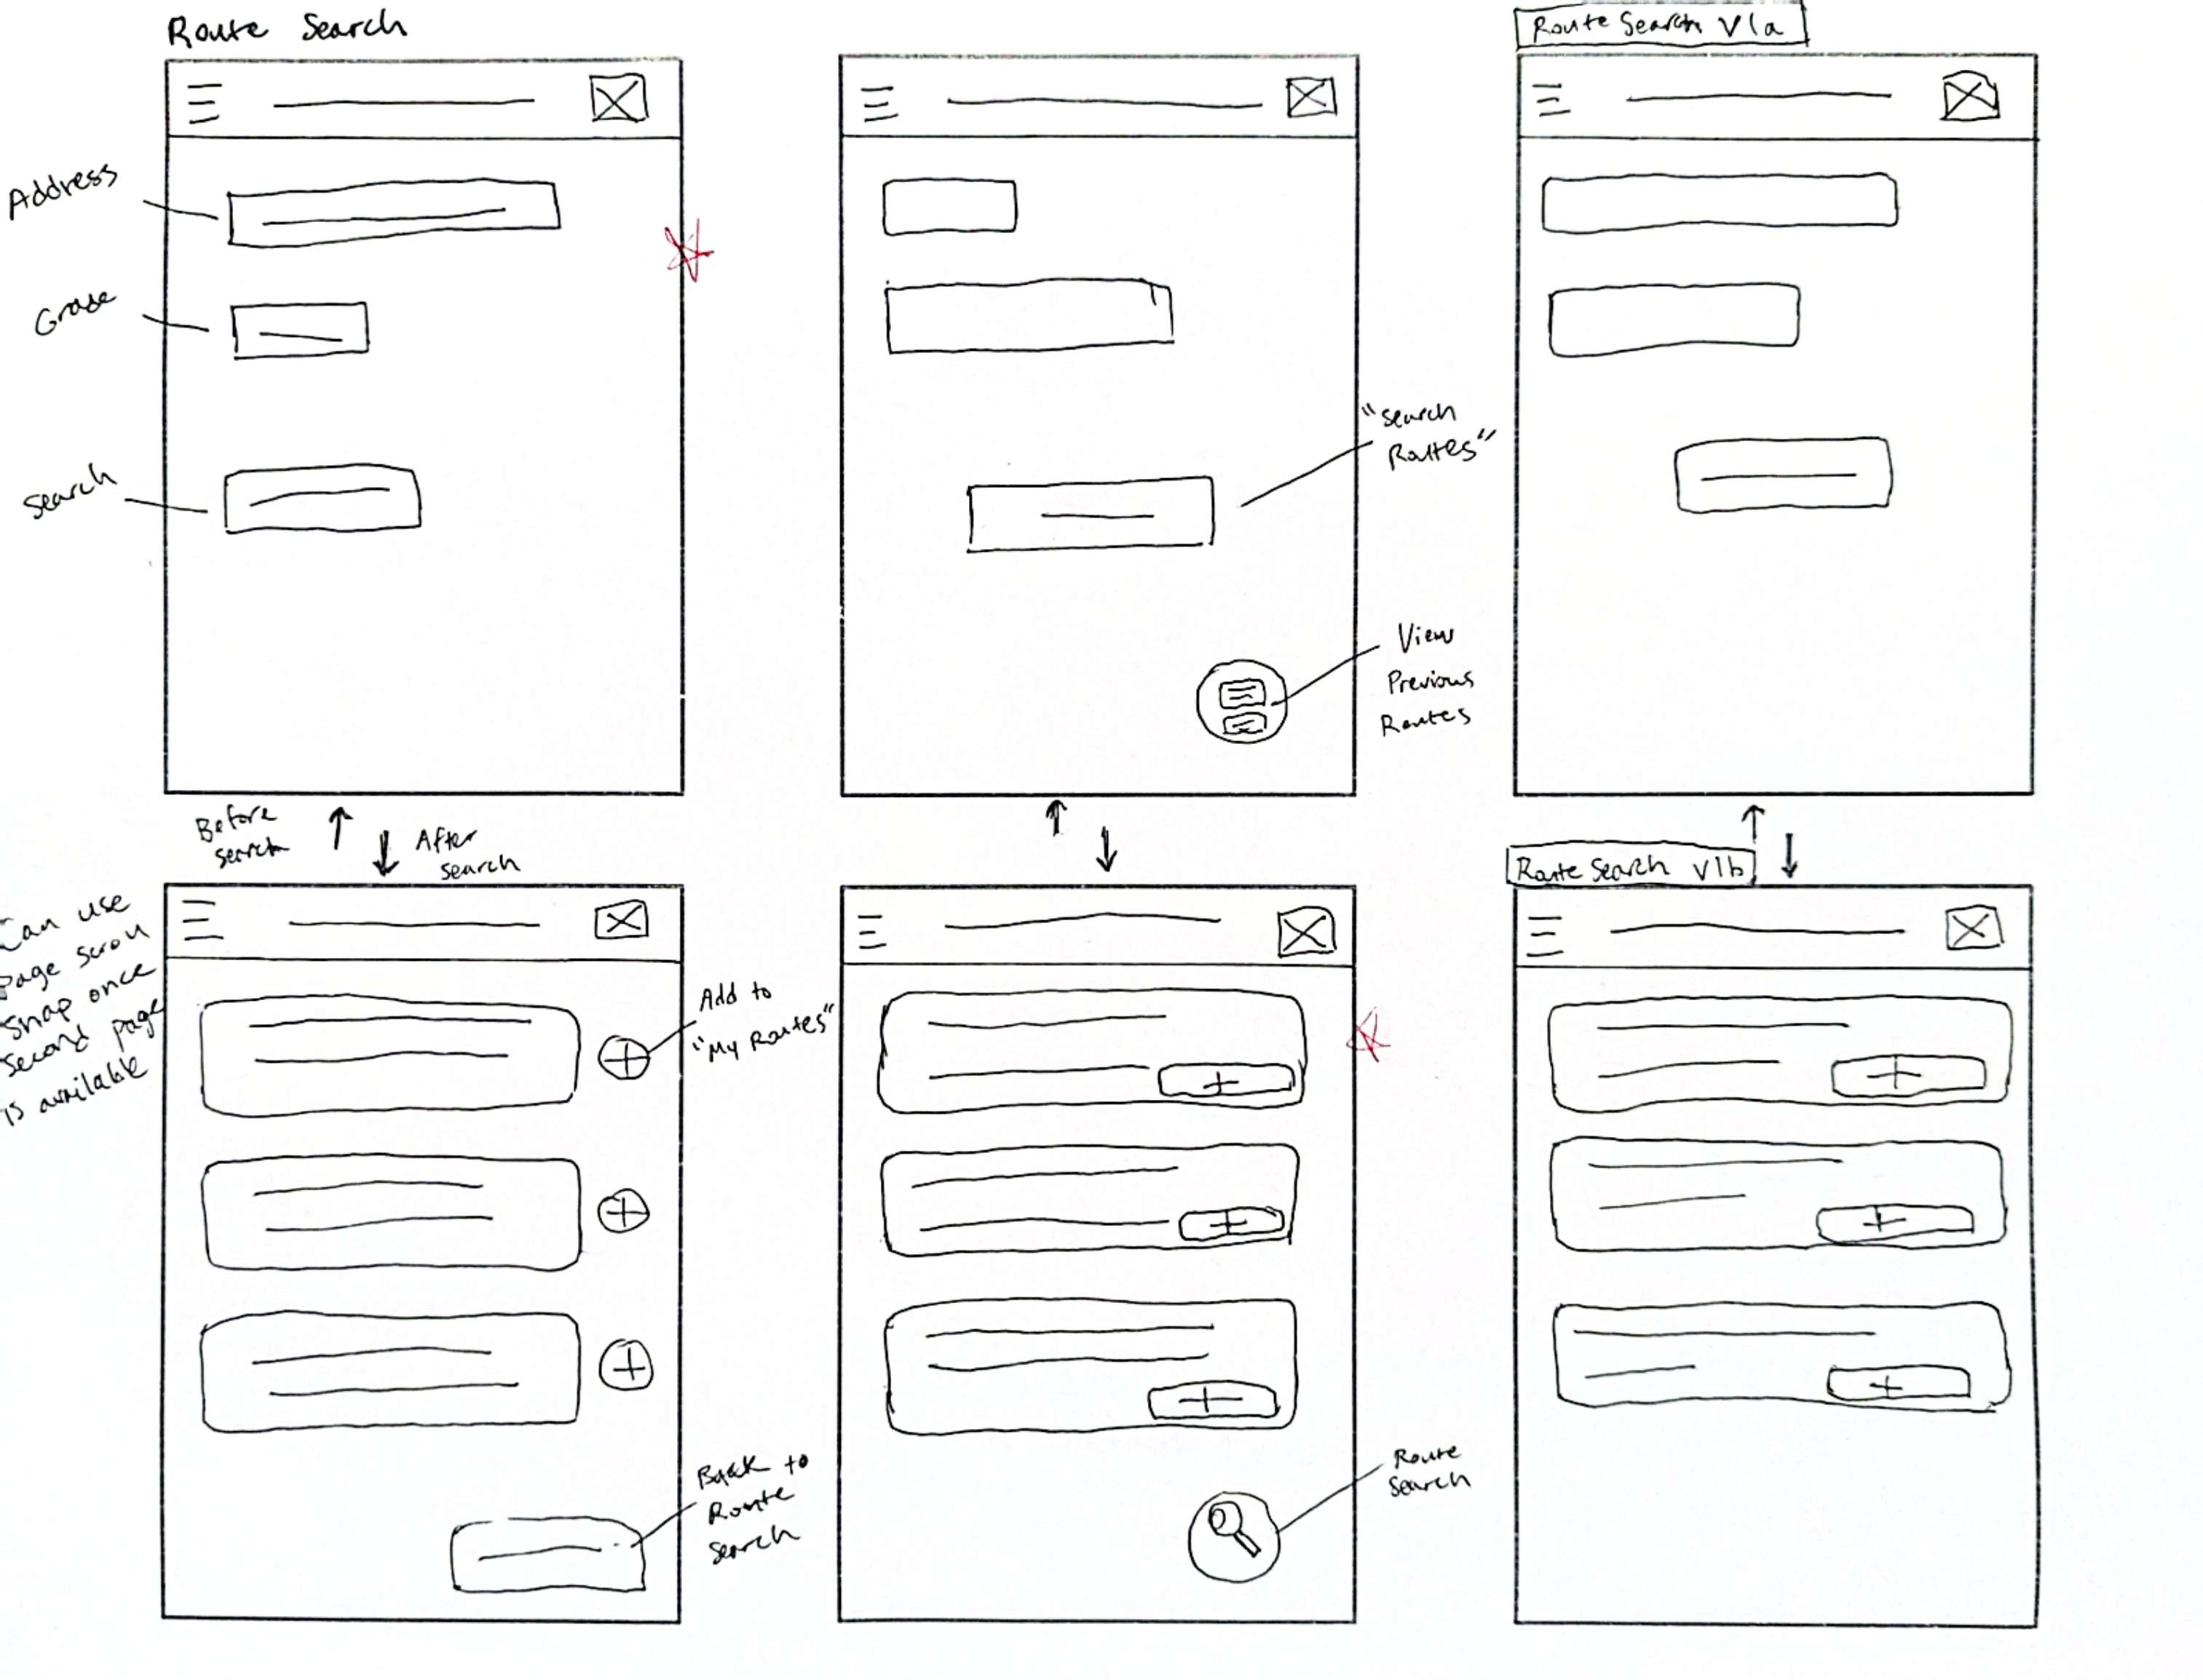 Route Search
Route Search V1a
Address
Grade
Search
"Search
Routes"
View
Previous
Routes
Before
search
After
search
Route Search V1b
Can use
Page scroll
Snap once
Second page
is available
Add to
"My Routes"
Back to
Route
Search
Route
Search